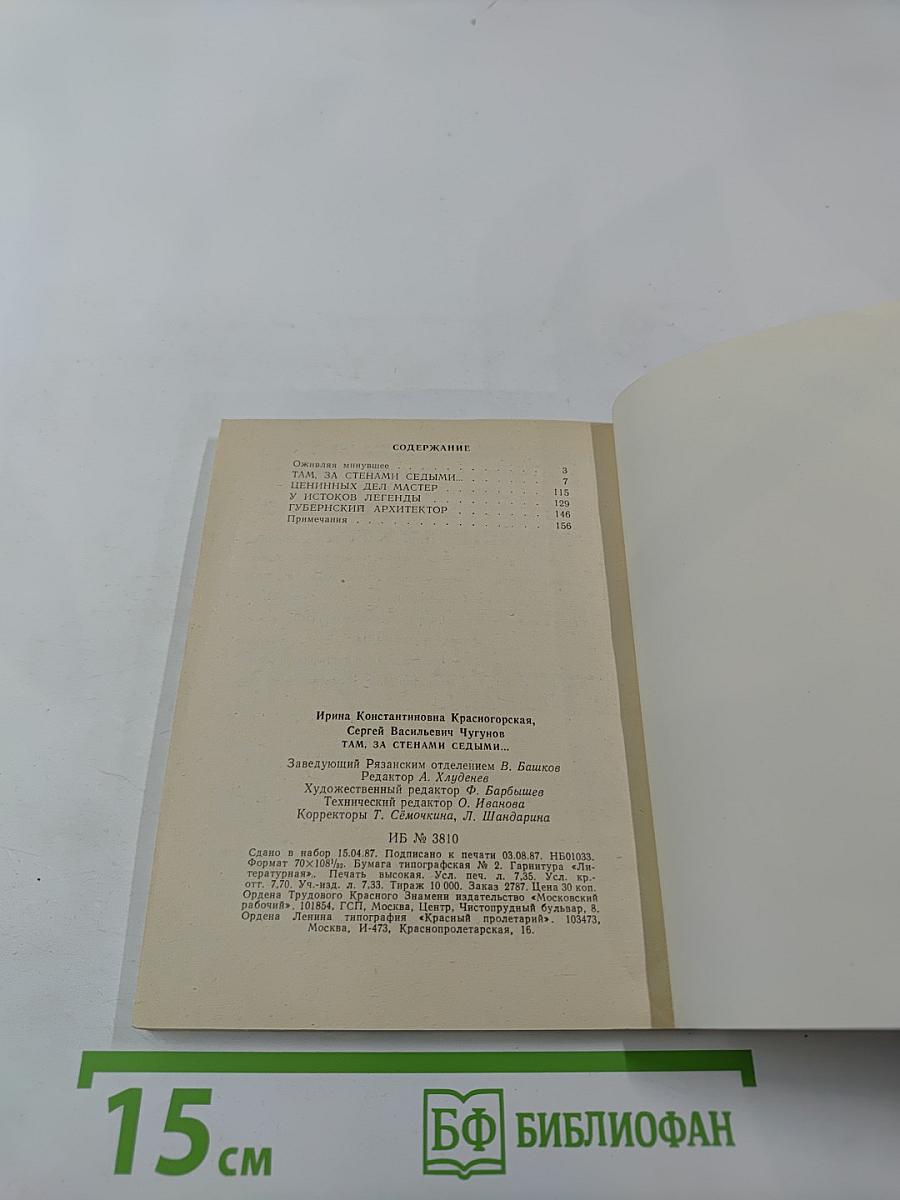 СОДЕРЖАНИЕ
Оживляя минувшее . . . . . . . . . . . . 3
ТАМ, ЗА СТЕНАМИ СЕДЫМИ... . . . . . . 7
ЦЕНИННЫХ ДЕЛ МАСТЕР . . . . . . . . 115
У ИСТОКОВ ЛЕГЕНДЫ . . . . . . . . . 129
ГУБЕРНСКИЙ АРХИТЕКТОР . . . . . . . 146
Примечания . . . . . . . . . . . . . . . 156
Ирина Константиновна Красногорская,
Сергей Васильевич Чугунов
ТАМ, ЗА СТЕНАМИ СЕДЫМИ...
Заведующий Рязанским отделением В. Башков
Редактор А. Хлуденев
Художественный редактор Ф. Барбышев
Технический редактор О. Иванова
Корректоры Т. Сёмочкина, Л. Шандарина
ИБ № 3810
Сдано в набор 15.04.87. Подписано к печати 03.08.87. НБ01033.
Формат 70×108¹/₃₂. Бумага типографская № 2. Гарнитура «Ли-
тературная».. Печать высокая. Усл. печ. л. 7,35. Усл. кр.-
отт. 7,70. Уч.-изд. л. 7,33. Тираж 10 000. Заказ 2787. Цена 30 коп.
Ордена Трудового Красного Знамени издательство «Московский
рабочий». 101854, ГСП, Москва, Центр, Чистопрудный бульвар, 8.
Ордена Ленина типография «Красный пролетарий». 103473,
Москва, И-473, Краснопролетарская, 16.
15 см
БФ БИБЛИОФАН